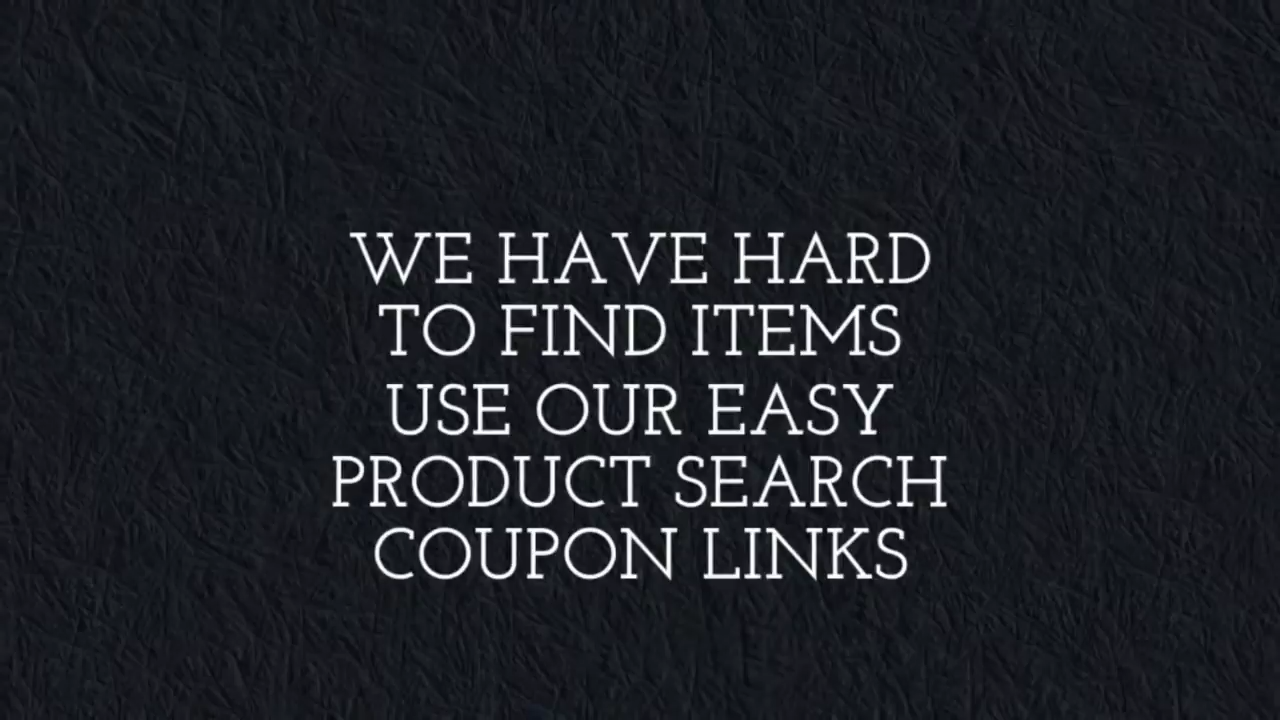 WE HAVE HARD
TO FIND ITEMS
USE OUR EASY
PRODUCT SEARCH
COUPON LINKS